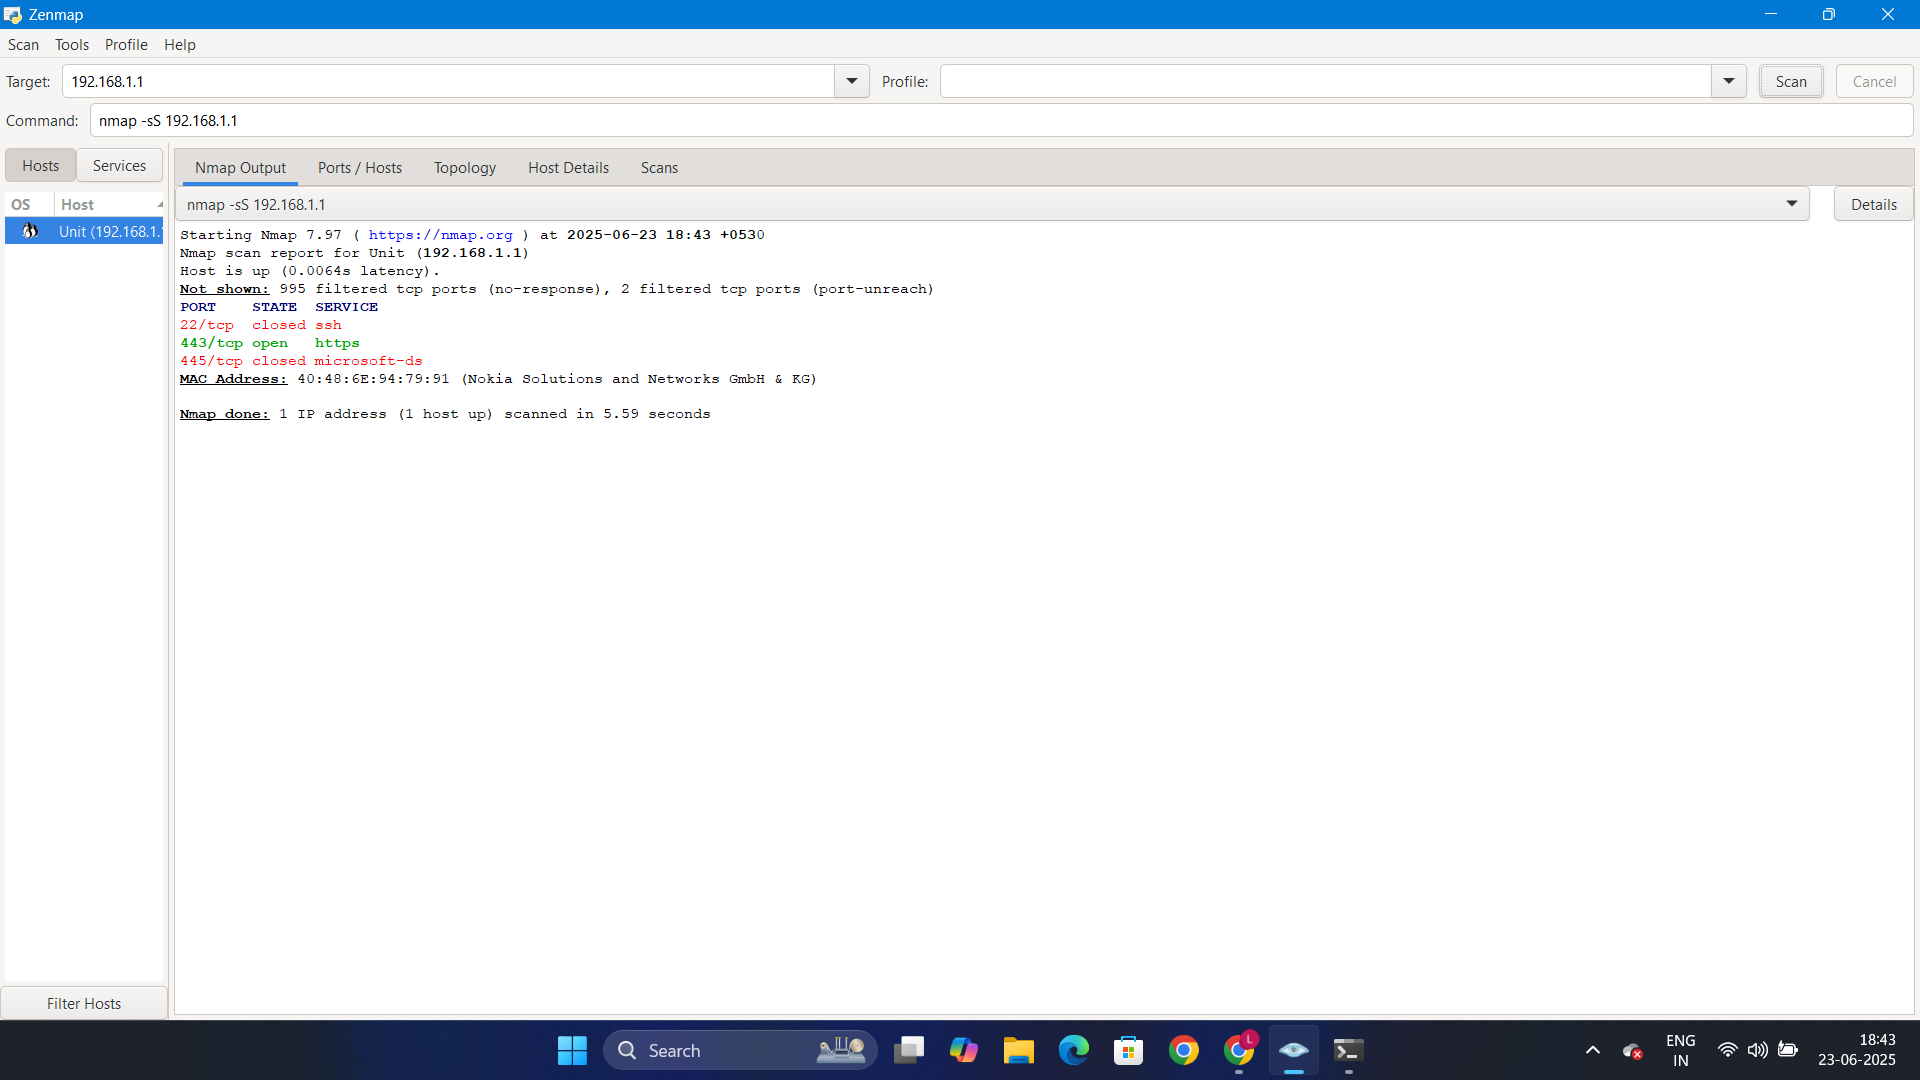 Zenmap
Scan Tools Profile Help
Target: 192.168.1.1 Profile: Scan Cancel
Command: nmap -sS 192.168.1.1
Hosts Services
Nmap Output Ports / Hosts Topology Host Details Scans
OS Host
nmap -sS 192.168.1.1 Details
Unit (192.168.1.
Starting Nmap 7.97 ( https://nmap.org ) at 2025-06-23 18:43 +0530
Nmap scan report for Unit (192.168.1.1)
Host is up (0.0064s latency).
Not shown: 995 filtered tcp ports (no-response), 2 filtered tcp ports (port-unreach)
PORT STATE SERVICE
22/tcp closed ssh
443/tcp open https
445/tcp closed microsoft-ds
MAC Address: 40:48:6E:94:79:91 (Nokia Solutions and Networks GmbH & KG)
Nmap done: 1 IP address (1 host up) scanned in 5.59 seconds
Filter Hosts
Search
L
ENG
IN
18:43
23-06-2025